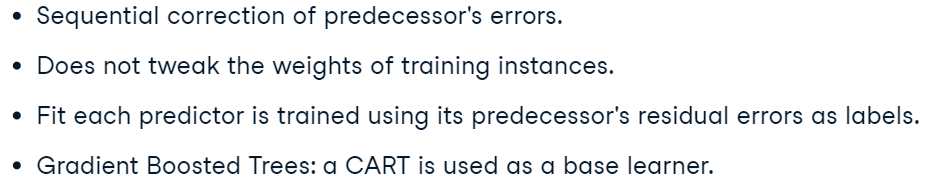 • Sequential correction of predecessor's errors.
• Does not tweak the weights of training instances.
• Fit each predictor is trained using its predecessor's residual errors as labels.
• Gradient Boosted Trees: a CART is used as a base learner.